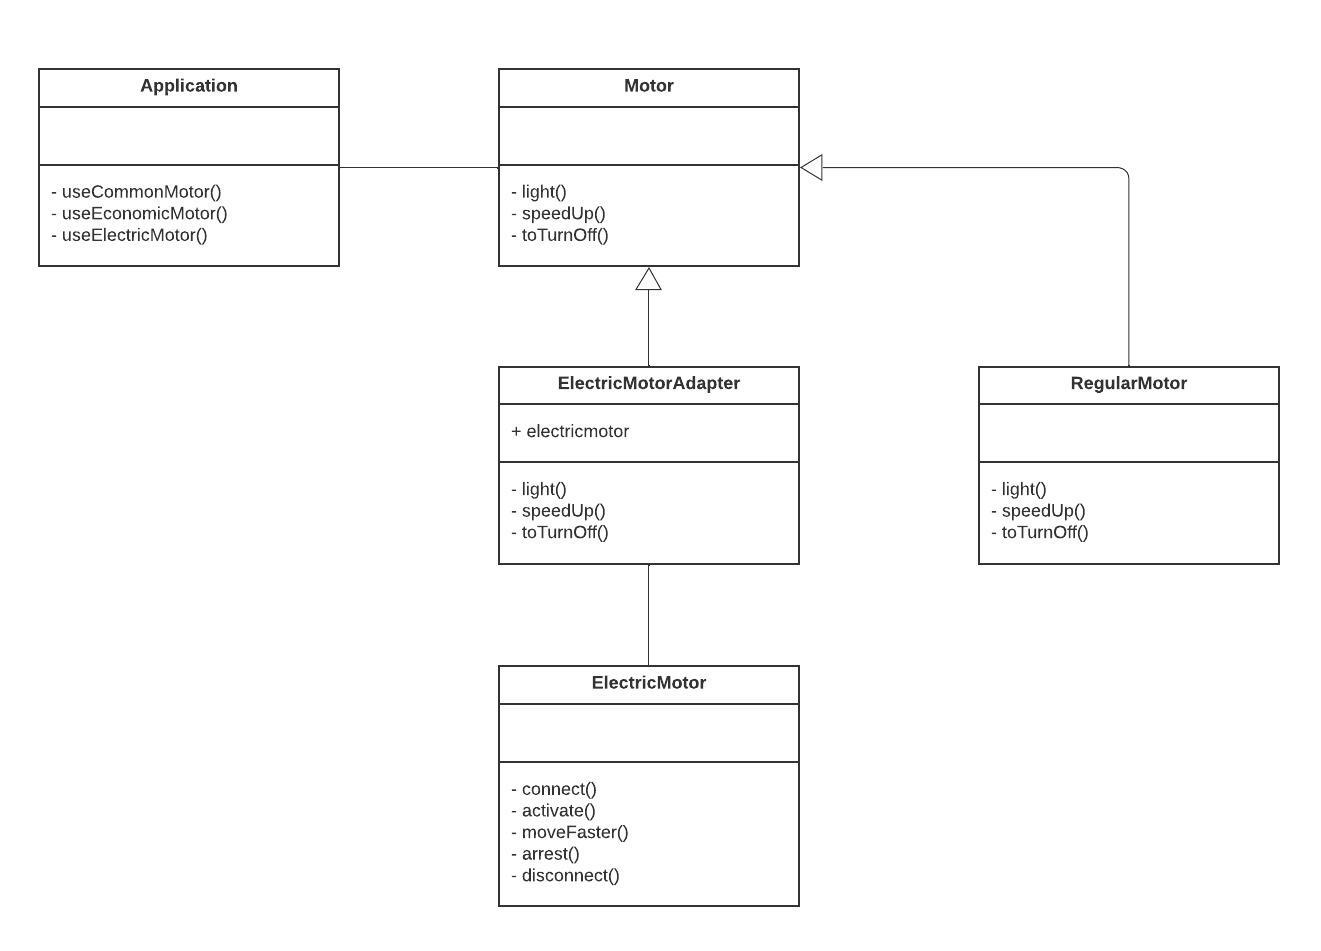 Application
- useCommonMotor()
- useEconomicMotor()
- useElectricMotor()
Motor
- light()
- speedUp()
- toTurnOff()
ElectricMotorAdapter
+ electricmotor
- light()
- speedUp()
- toTurnOff()
RegularMotor
- light()
- speedUp()
- toTurnOff()
ElectricMotor
- connect()
- activate()
- moveFaster()
- arrest()
- disconnect()